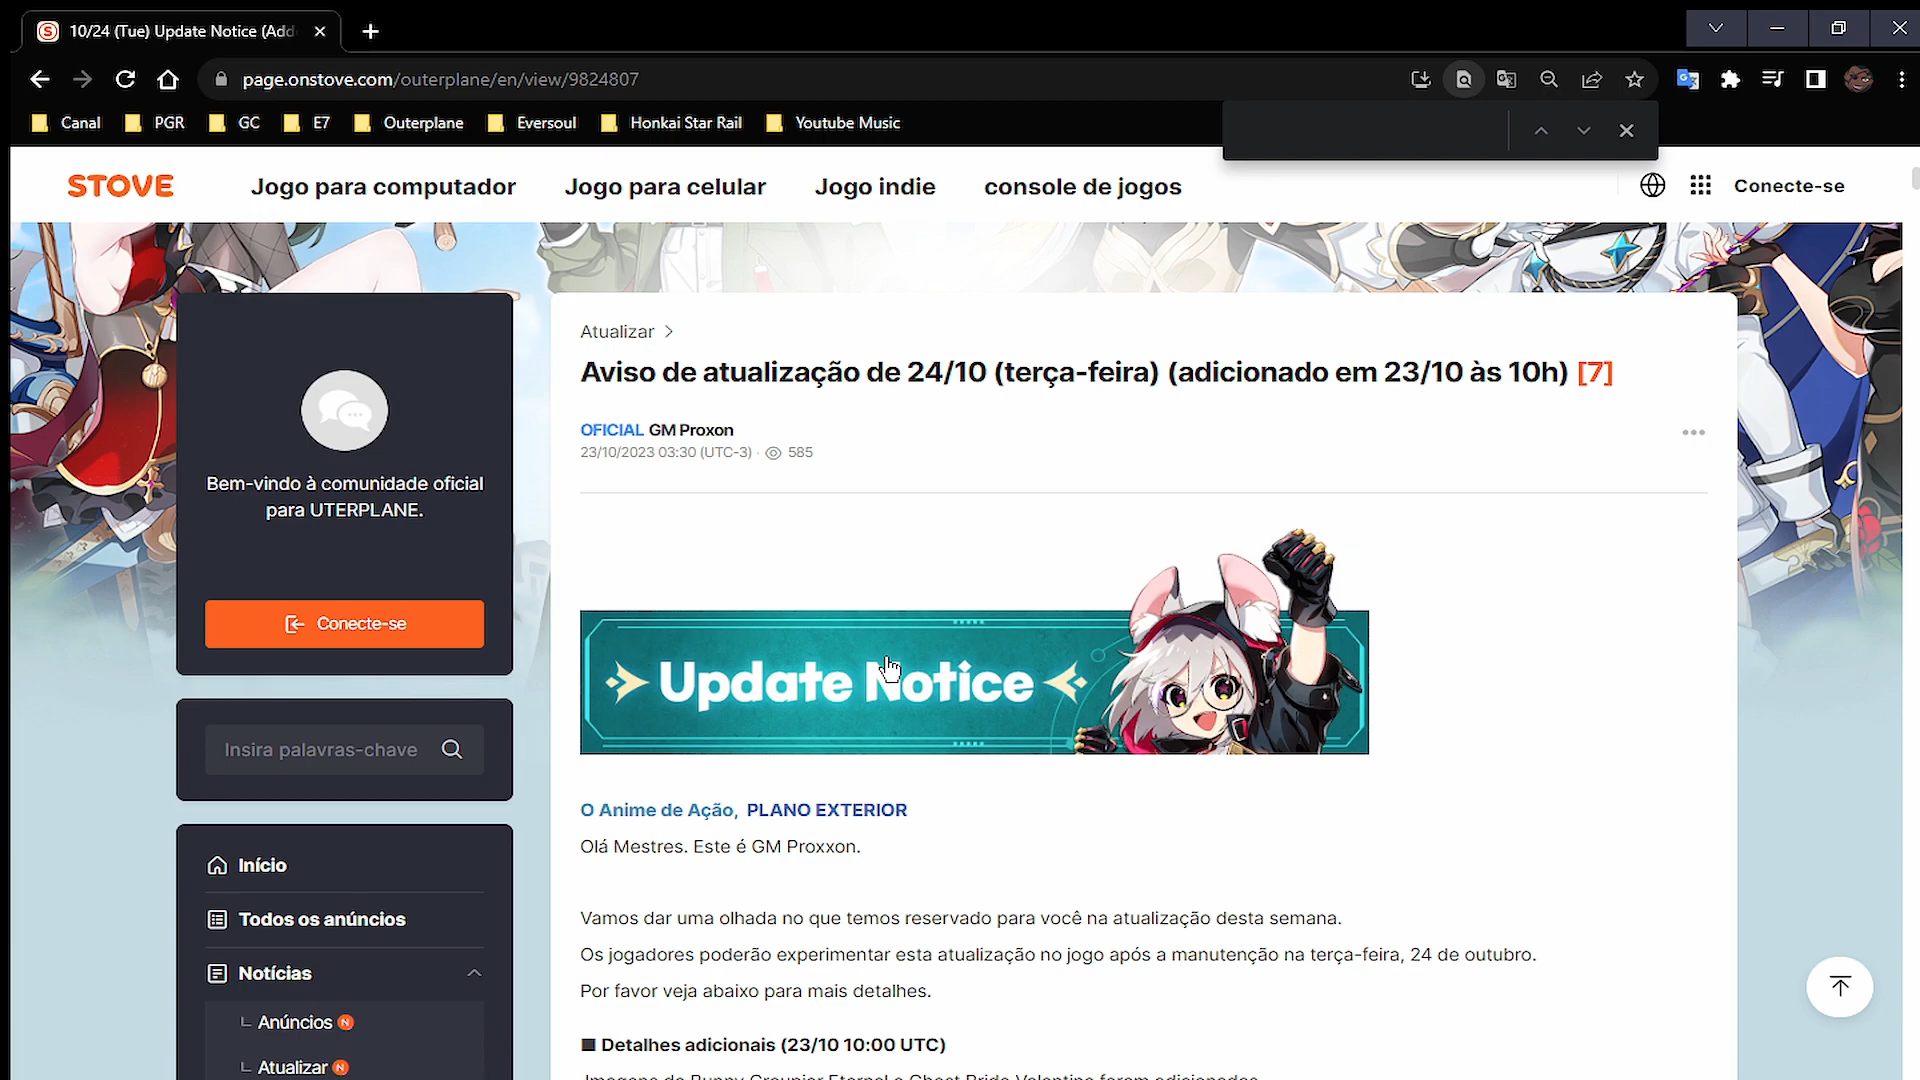 10/24 (Tue) Update Notice (Add
page.onstove.com/outerplane/en/view/9824807
Canal PGR GC E7 Outerplane Eversoul Honkai Star Rail Youtube Music
STOVE Jogo para computador Jogo para celular Jogo indie console de jogos Conecte-se
Atualizar >
Aviso de atualização de 24/10 (terça-feira) (adicionado em 23/10 às 10h) [7]
OFICIAL GM Proxon
23/10/2023 03:30 (UTC-3) · 585
Bem-vindo à comunidade oficial
para UTERPLANE.
Conecte-se
Insira palavras-chave
Início
Todos os anúncios
Notícias
Anúncios N
Atualizar N
Update Notice
O Anime de Ação, PLANO EXTERIOR
Olá Mestres. Este é GM Proxxon.
Vamos dar uma olhada no que temos reservado para você na atualização desta semana.
Os jogadores poderão experimentar esta atualização no jogo após a manutenção na terça-feira, 24 de outubro.
Por favor veja abaixo para mais detalhes.
■ Detalhes adicionais (23/10 10:00 UTC)